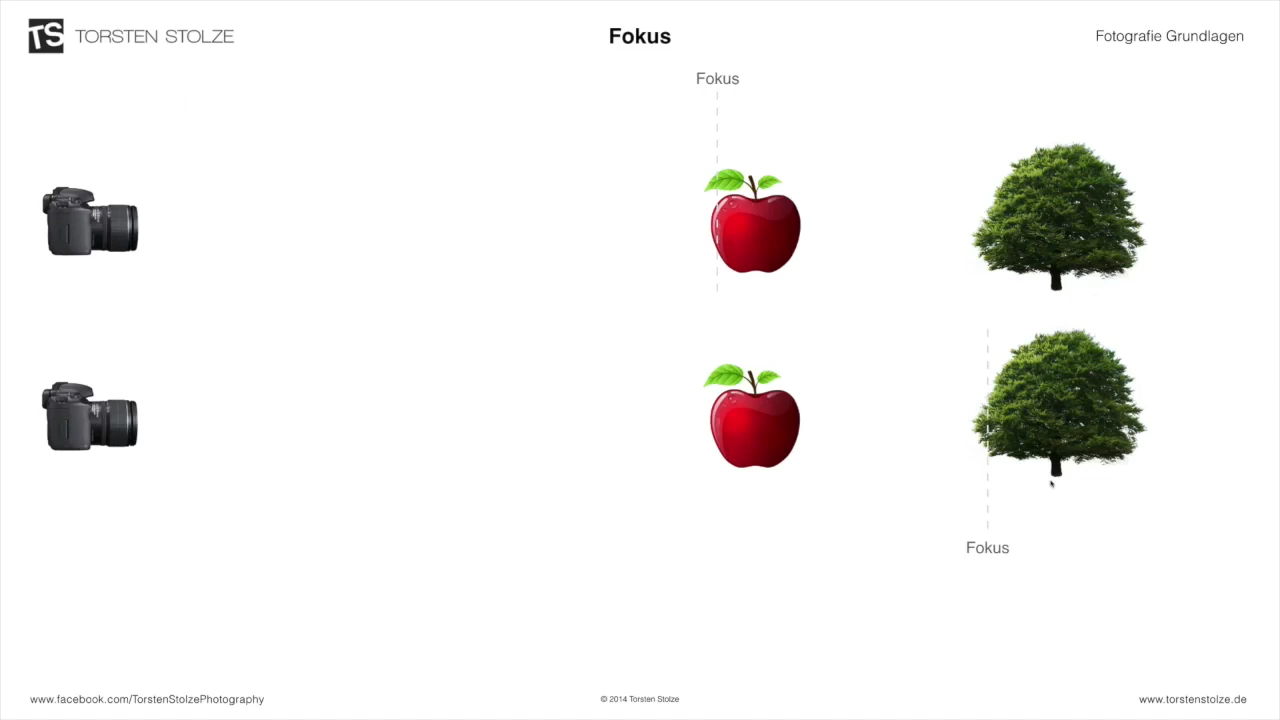 TS TORSTEN STOLZE
Fokus
Fotografie Grundlagen
Fokus
Fokus
www.facebook.com/TorstenStolzePhotography
© 2014 Torsten Stolze
www.torstenstolze.de